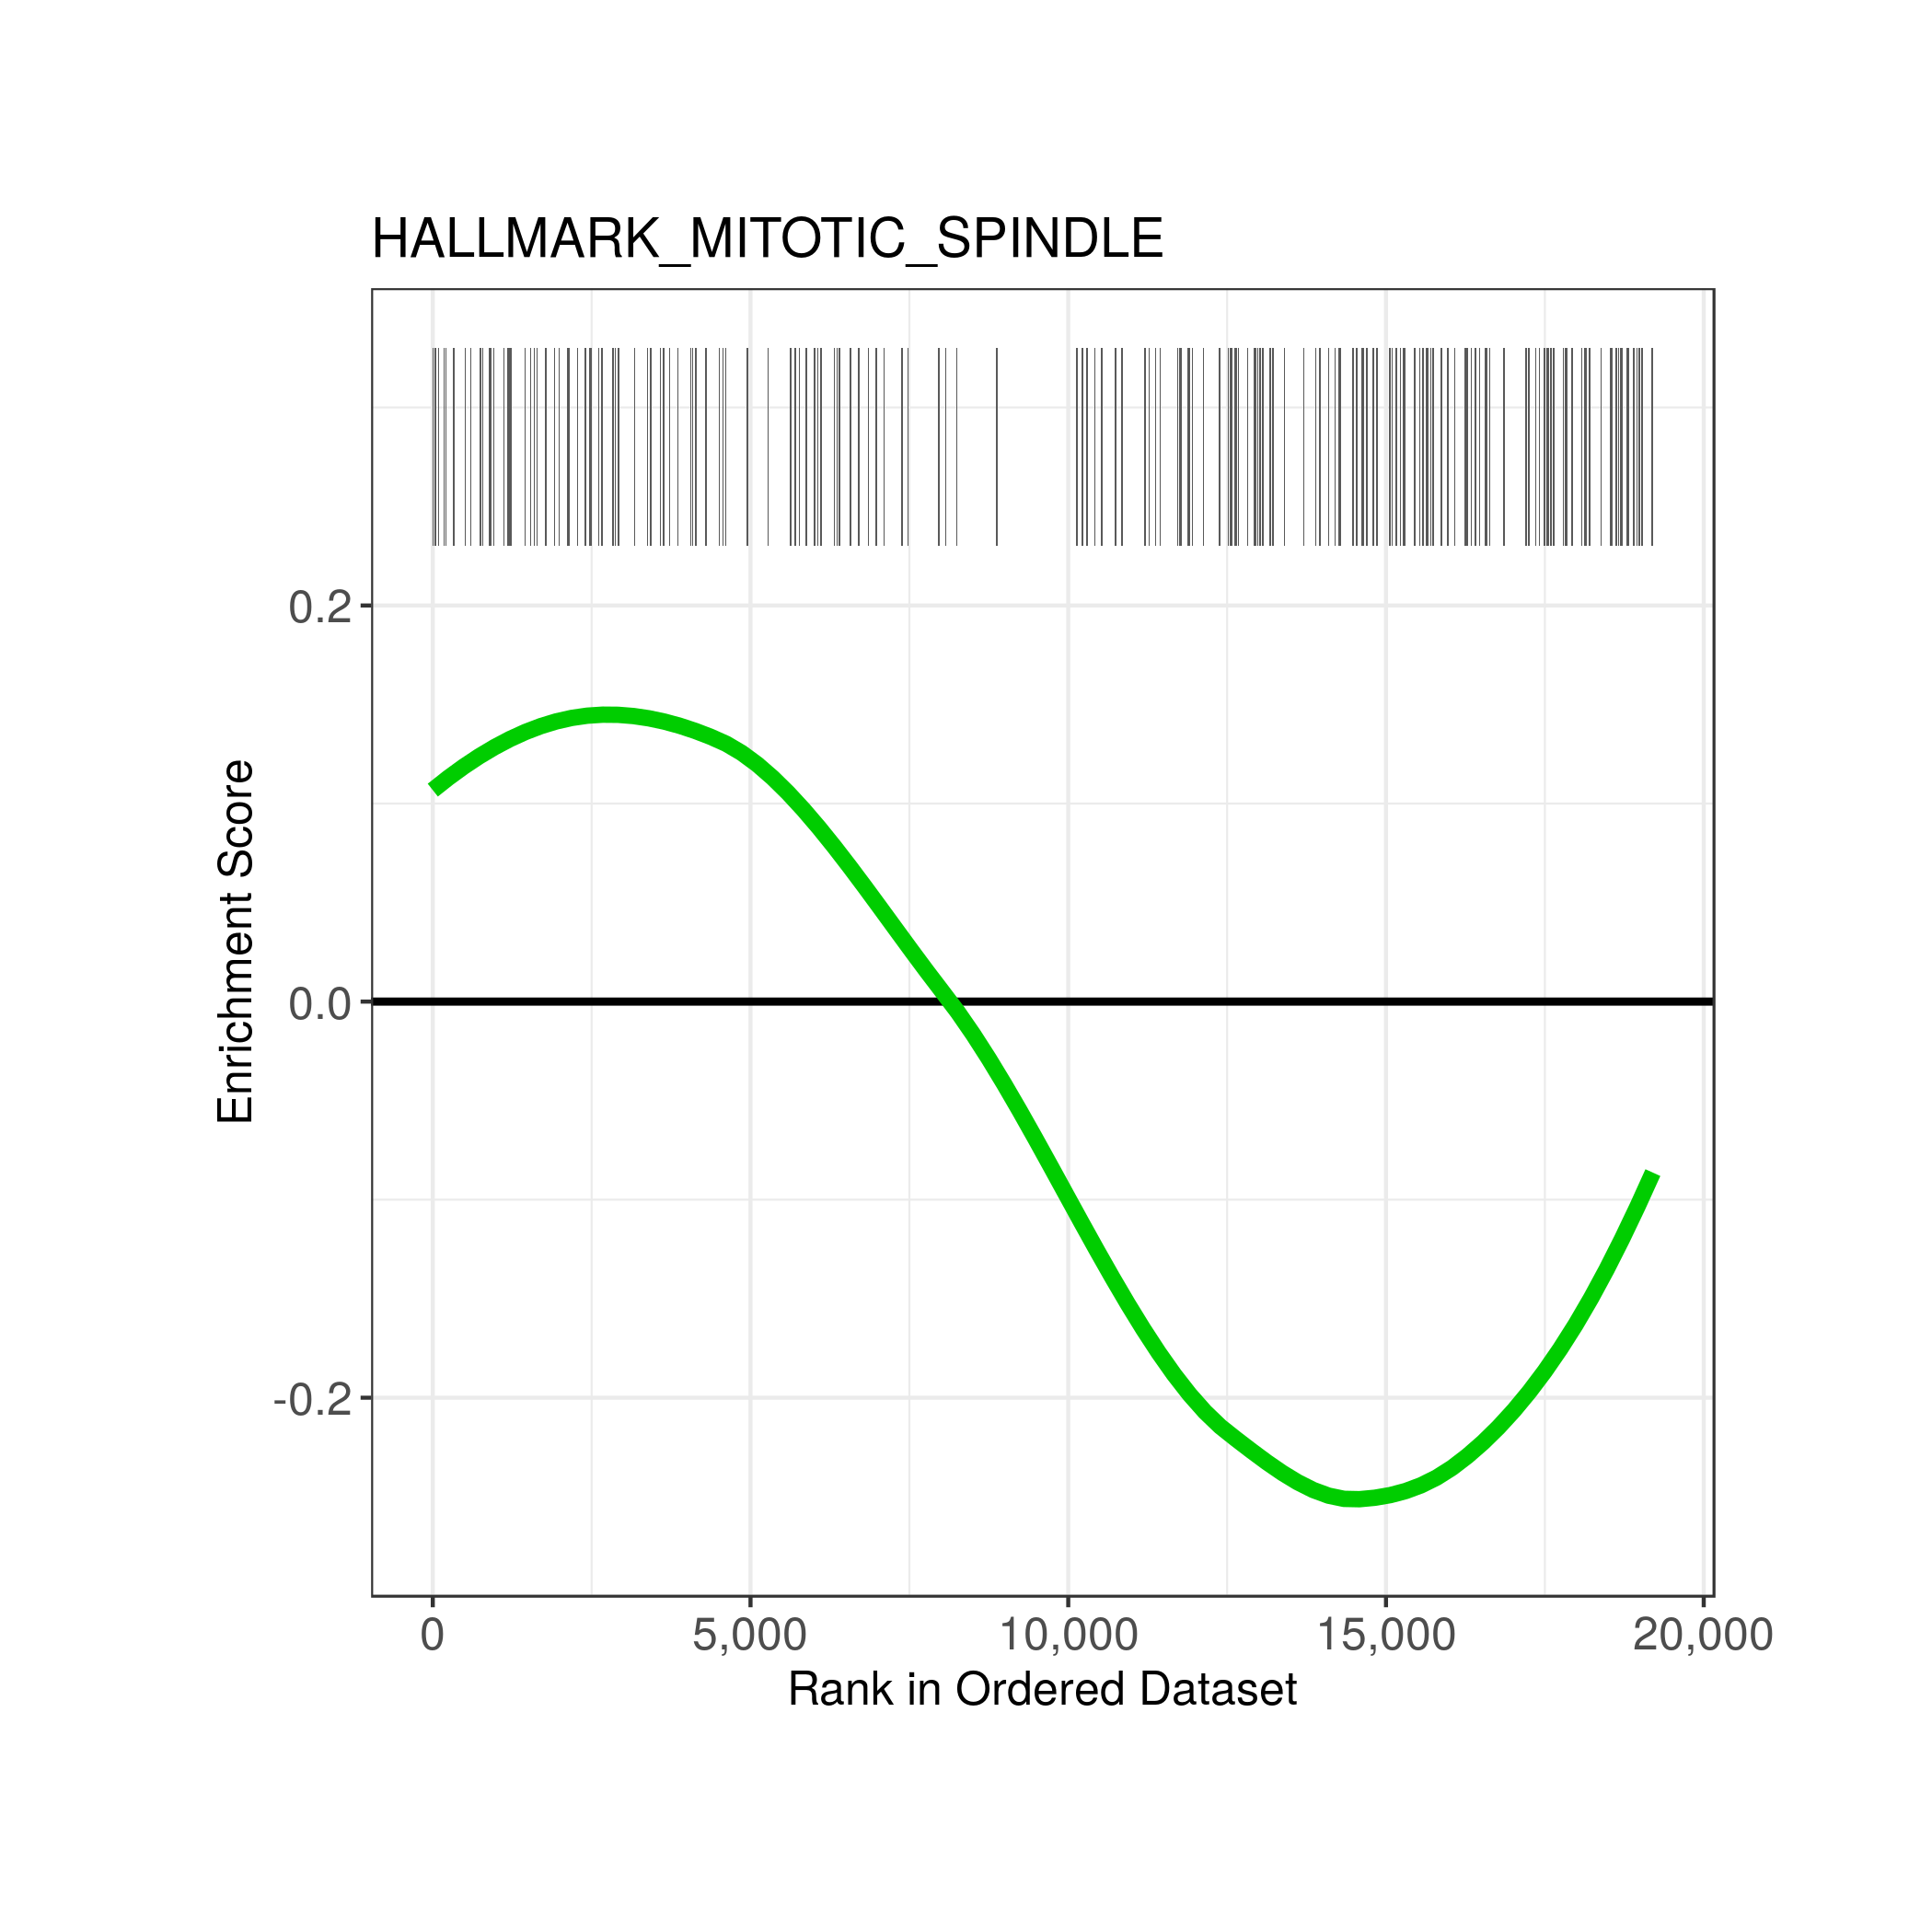 HALLMARK_MITOTIC_SPINDLE
0.2
0.0
-0.2
Enrichment Score
0 5,000 10,000 15,000 20,000
Rank in Ordered Dataset